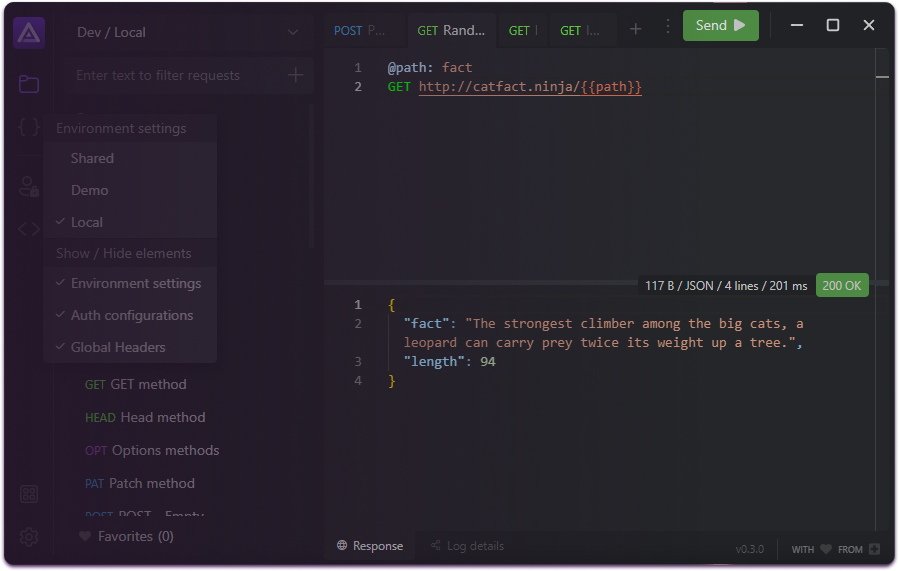 Dev / Local
POST P...
GET Rand...
GET
GET I...
Send
Enter text to filter requests
1 @path: fact
2 GET http://catfact.ninja/{{path}}
Environment settings
Shared
Demo
Local
Show / Hide elements
Environment settings
Auth configurations
Global Headers
GET GET method
HEAD Head method
OPT Options methods
PAT Patch method
POST POST - Empty
Favorites (0)
117 B / JSON / 4 lines / 201 ms
200 OK
1 {
2 "fact": "The strongest climber among the big cats, a
leopard can carry prey twice its weight up a tree.",
3 "length": 94
4 }
Response
Log details
v0.3.0
WITH
FROM